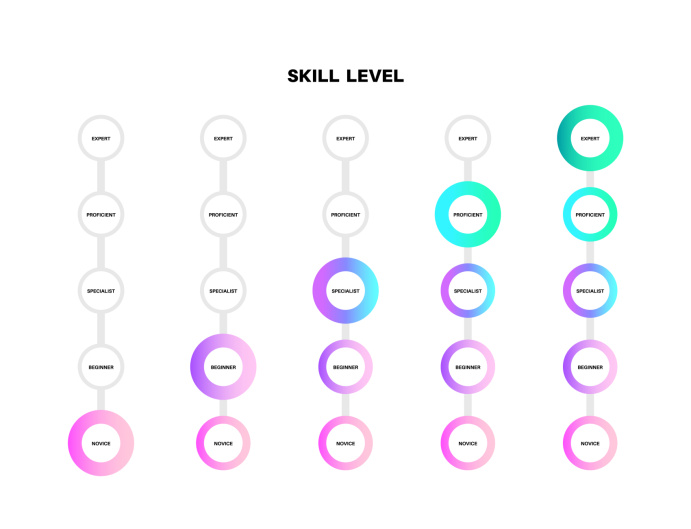 SKILL LEVEL
EXPERT EXPERT EXPERT EXPERT EXPERT
PROFICIENT PROFICIENT PROFICIENT PROFICIENT PROFICIENT
SPECIALIST SPECIALIST SPECIALIST SPECIALIST SPECIALIST
BEGINNER BEGINNER BEGINNER BEGINNER BEGINNER
NOVICE NOVICE NOVICE NOVICE NOVICE